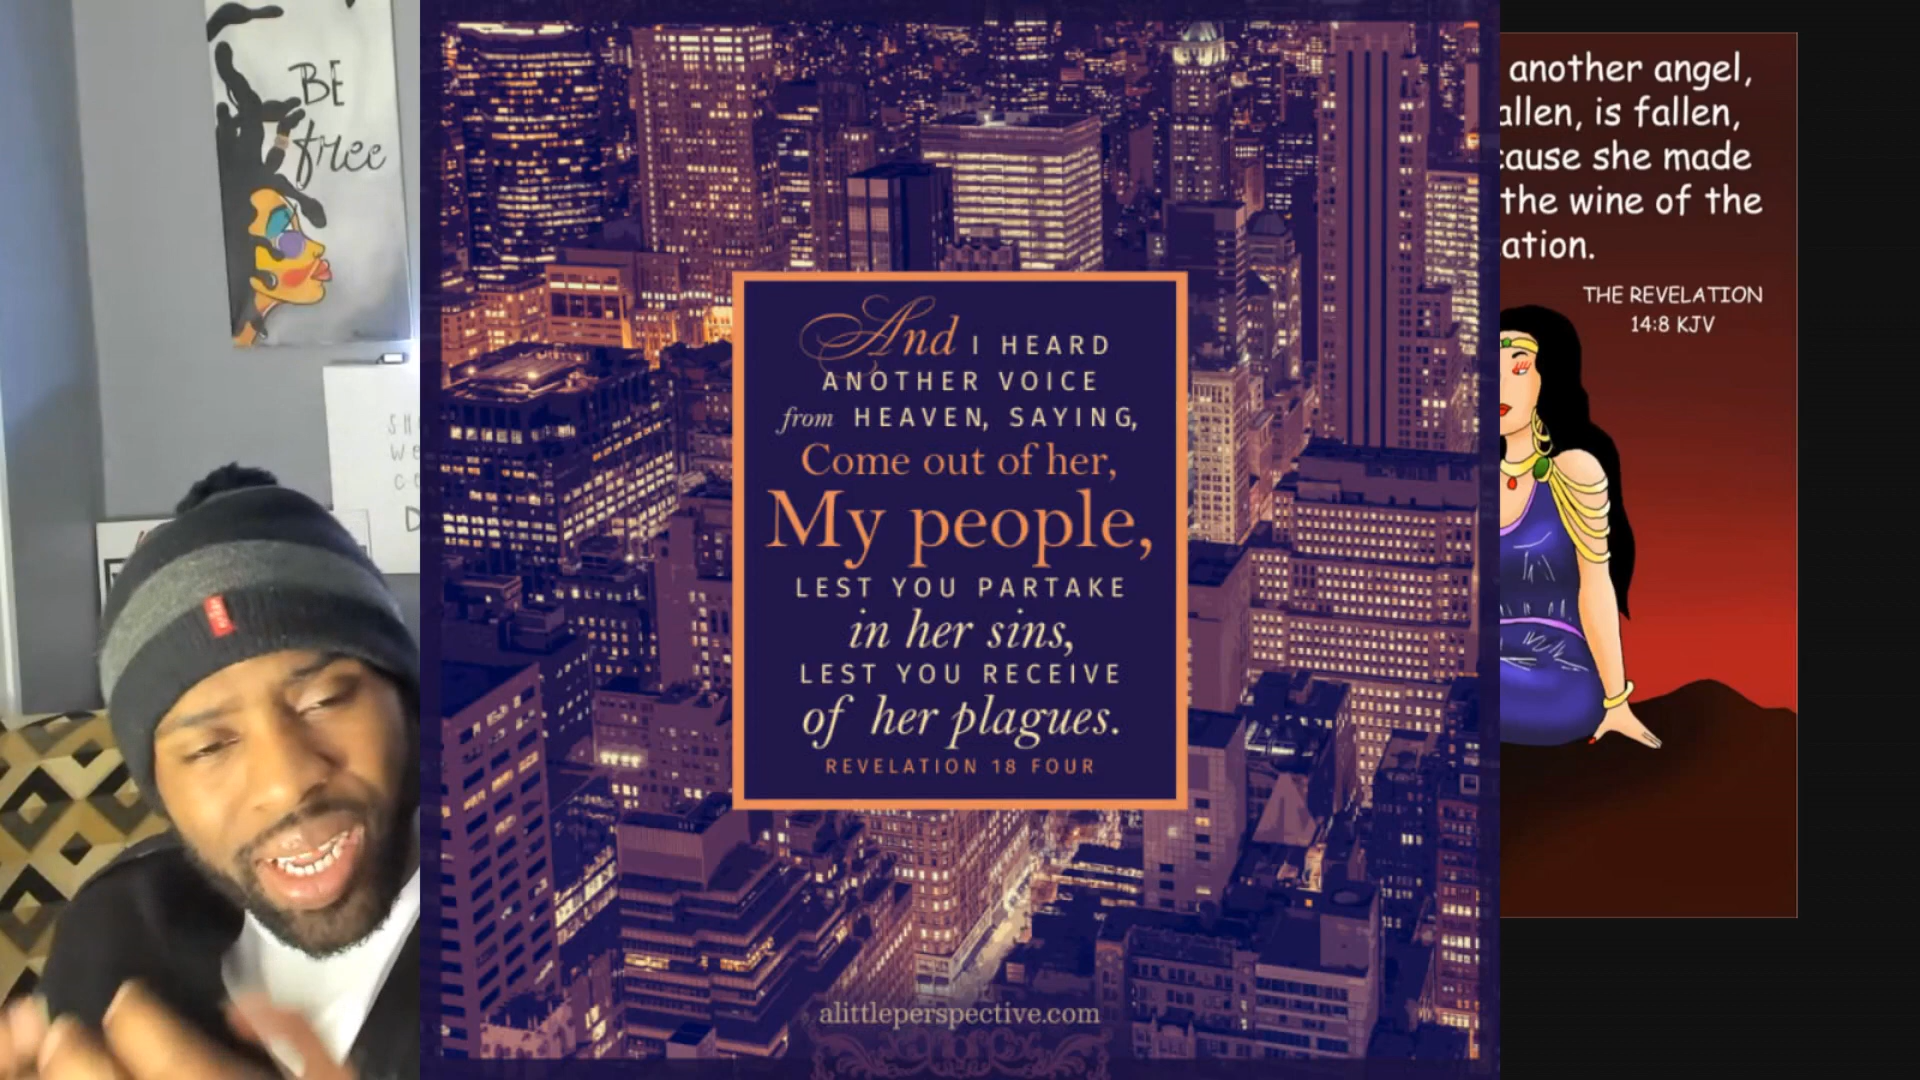 BE
free
And I HEARD
ANOTHER VOICE
from HEAVEN, SAYING,
Come out of her,
My people,
LEST YOU PARTAKE
in her sins,
LEST YOU RECEIVE
of her plagues.
REVELATION 18 FOUR
alittleperspective.com
another angel,
allen, is fallen,
cause she made
the wine of the
ation.
THE REVELATION
14:8 KJV